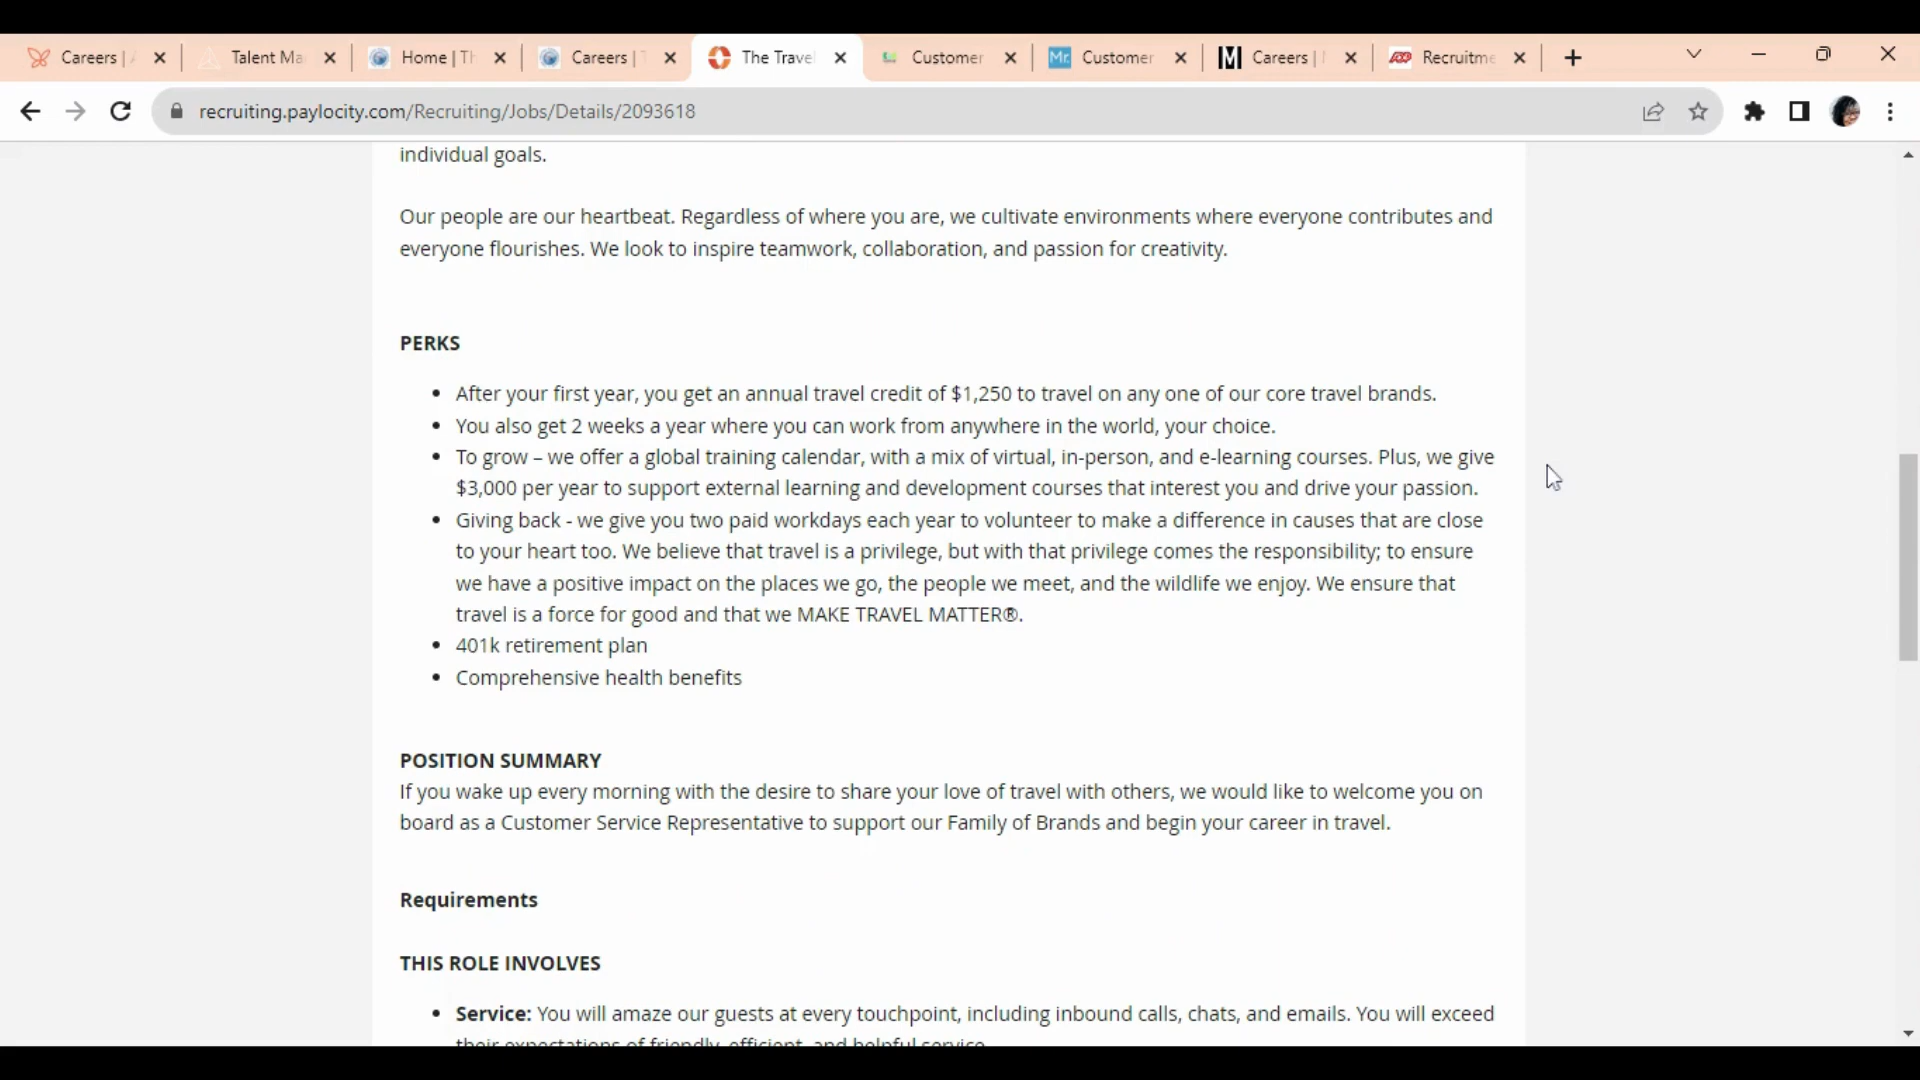 Careers |
Talent Ma
Home | Th
Careers |
The Trave
Customer
Mr. Customer
M Careers |
ADP Recruitme
recruiting.paylocity.com/Recruiting/Jobs/Details/2093618
individual goals.
Our people are our heartbeat. Regardless of where you are, we cultivate environments where everyone contributes and
everyone flourishes. We look to inspire teamwork, collaboration, and passion for creativity.
PERKS
• After your first year, you get an annual travel credit of $1,250 to travel on any one of our core travel brands.
• You also get 2 weeks a year where you can work from anywhere in the world, your choice.
• To grow – we offer a global training calendar, with a mix of virtual, in-person, and e-learning courses. Plus, we give
$3,000 per year to support external learning and development courses that interest you and drive your passion.
• Giving back - we give you two paid workdays each year to volunteer to make a difference in causes that are close
to your heart too. We believe that travel is a privilege, but with that privilege comes the responsibility; to ensure
we have a positive impact on the places we go, the people we meet, and the wildlife we enjoy. We ensure that
travel is a force for good and that we MAKE TRAVEL MATTER®.
• 401k retirement plan
• Comprehensive health benefits
POSITION SUMMARY
If you wake up every morning with the desire to share your love of travel with others, we would like to welcome you on
board as a Customer Service Representative to support our Family of Brands and begin your career in travel.
Requirements
THIS ROLE INVOLVES
• Service: You will amaze our guests at every touchpoint, including inbound calls, chats, and emails. You will exceed
their expectations of friendly, efficient, and helpful service.